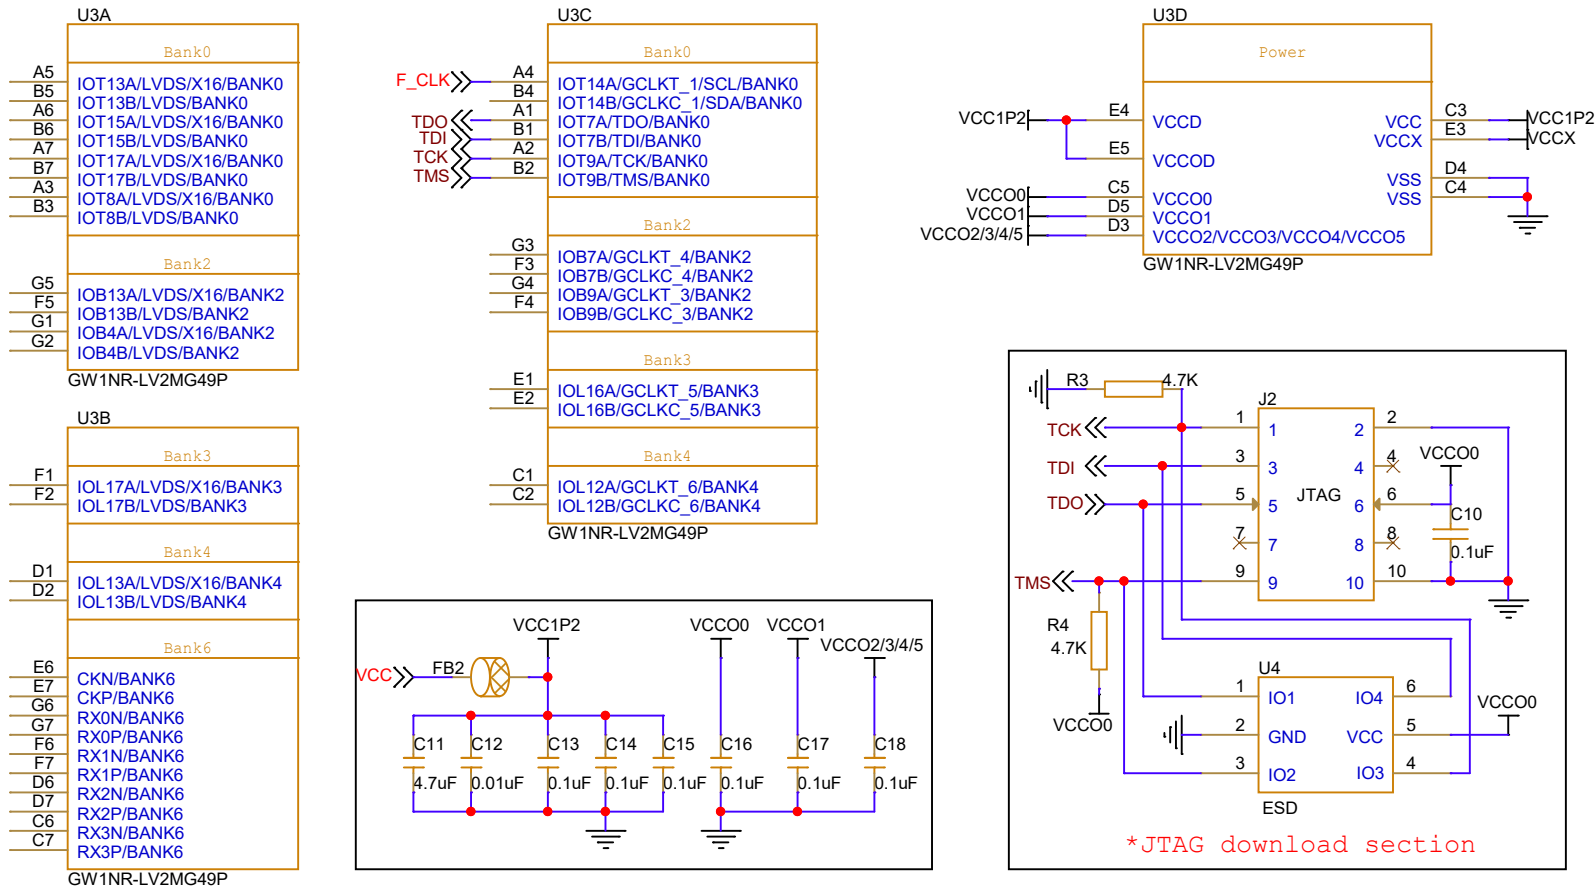 U3A
Bank0
A5 IOT13A/LVDS/X16/BANK0
B5 IOT13B/LVDS/BANK0
A6 IOT15A/LVDS/X16/BANK0
B6 IOT15B/LVDS/BANK0
A7 IOT17A/LVDS/X16/BANK0
B7 IOT17B/LVDS/BANK0
A3 IOT8A/LVDS/X16/BANK0
B3 IOT8B/LVDS/BANK0
Bank2
G5 IOB13A/LVDS/X16/BANK2
F5 IOB13B/LVDS/BANK2
G1 IOB4A/LVDS/X16/BANK2
G2 IOB4B/LVDS/BANK2
GW1NR-LV2MG49P
U3B
Bank3
F1 IOL17A/LVDS/X16/BANK3
F2 IOL17B/LVDS/BANK3
Bank4
D1 IOL13A/LVDS/X16/BANK4
D2 IOL13B/LVDS/BANK4
Bank6
E6 CKN/BANK6
E7 CKP/BANK6
G6 RX0N/BANK6
G7 RX0P/BANK6
F6 RX1N/BANK6
F7 RX1P/BANK6
D6 RX2N/BANK6
D7 RX2P/BANK6
C6 RX3N/BANK6
C7 RX3P/BANK6
GW1NR-LV2MG49P
U3C
Bank0
F_CLK A4 IOT14A/GCLKT_1/SCL/BANK0
B4 IOT14B/GCLKC_1/SDA/BANK0
TDO A1 IOT7A/TDO/BANK0
TDI B1 IOT7B/TDI/BANK0
TCK A2 IOT9A/TCK/BANK0
TMS B2 IOT9B/TMS/BANK0
Bank2
G3 IOB7A/GCLKT_4/BANK2
F3 IOB7B/GCLKC_4/BANK2
G4 IOB9A/GCLKT_3/BANK2
F4 IOB9B/GCLKC_3/BANK2
Bank3
E1 IOL16A/GCLKT_5/BANK3
E2 IOL16B/GCLKC_5/BANK3
Bank4
C1 IOL12A/GCLKT_6/BANK4
C2 IOL12B/GCLKC_6/BANK4
GW1NR-LV2MG49P
VCC1P2 VCCO0 VCCO1
VCCO2/3/4/5
VCC FB2
C11 C12 C13 C14 C15 C16 C17 C18
4.7uF 0.01uF 0.1uF 0.1uF 0.1uF 0.1uF 0.1uF 0.1uF
U3D
Power
VCC1P2 E4 VCCD VCC C3 VCC1P2
VCCX E3 VCCX
E5 VCCOD
VSS D4
VCCO0 C5 VCCO0 VSS C4
VCCO1 D5 VCCO1
VCCO2/3/4/5 D3 VCCO2/VCCO3/VCCO4/VCCO5
GW1NR-LV2MG49P
R3 4.7K
J2
TCK 1 1 2 2
TDI 3 3 4 4 VCCO0
JTAG
TDO 5 5 6 6
C10
7 7 8 8 0.1uF
TMS 9 9 10 10
R4
4.7K
VCCO0
U4
1 IO1 IO4 6
VCCO0
2 GND VCC 5
3 IO2 IO3 4
ESD
*JTAG download section